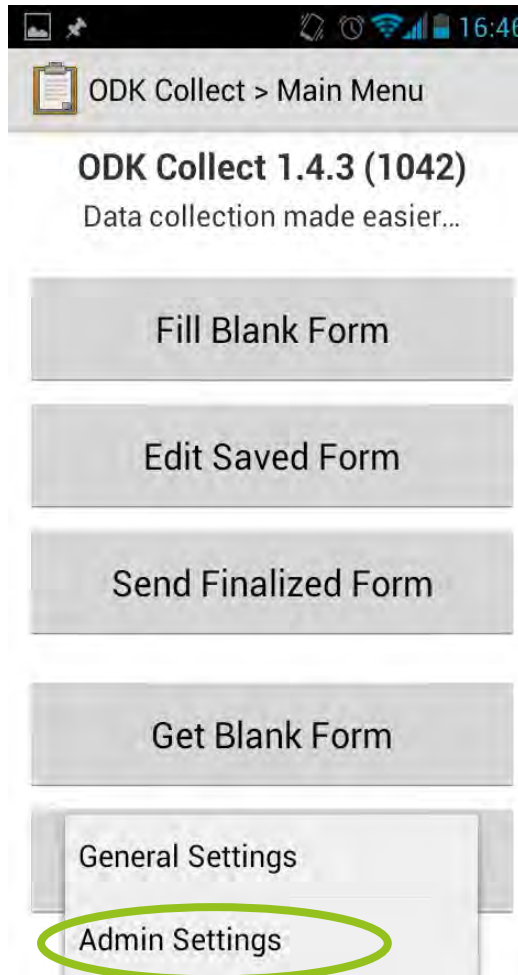 16:46
ODK Collect > Main Menu
ODK Collect 1.4.3 (1042)
Data collection made easier...
Fill Blank Form
Edit Saved Form
Send Finalized Form
Get Blank Form
General Settings
Admin Settings